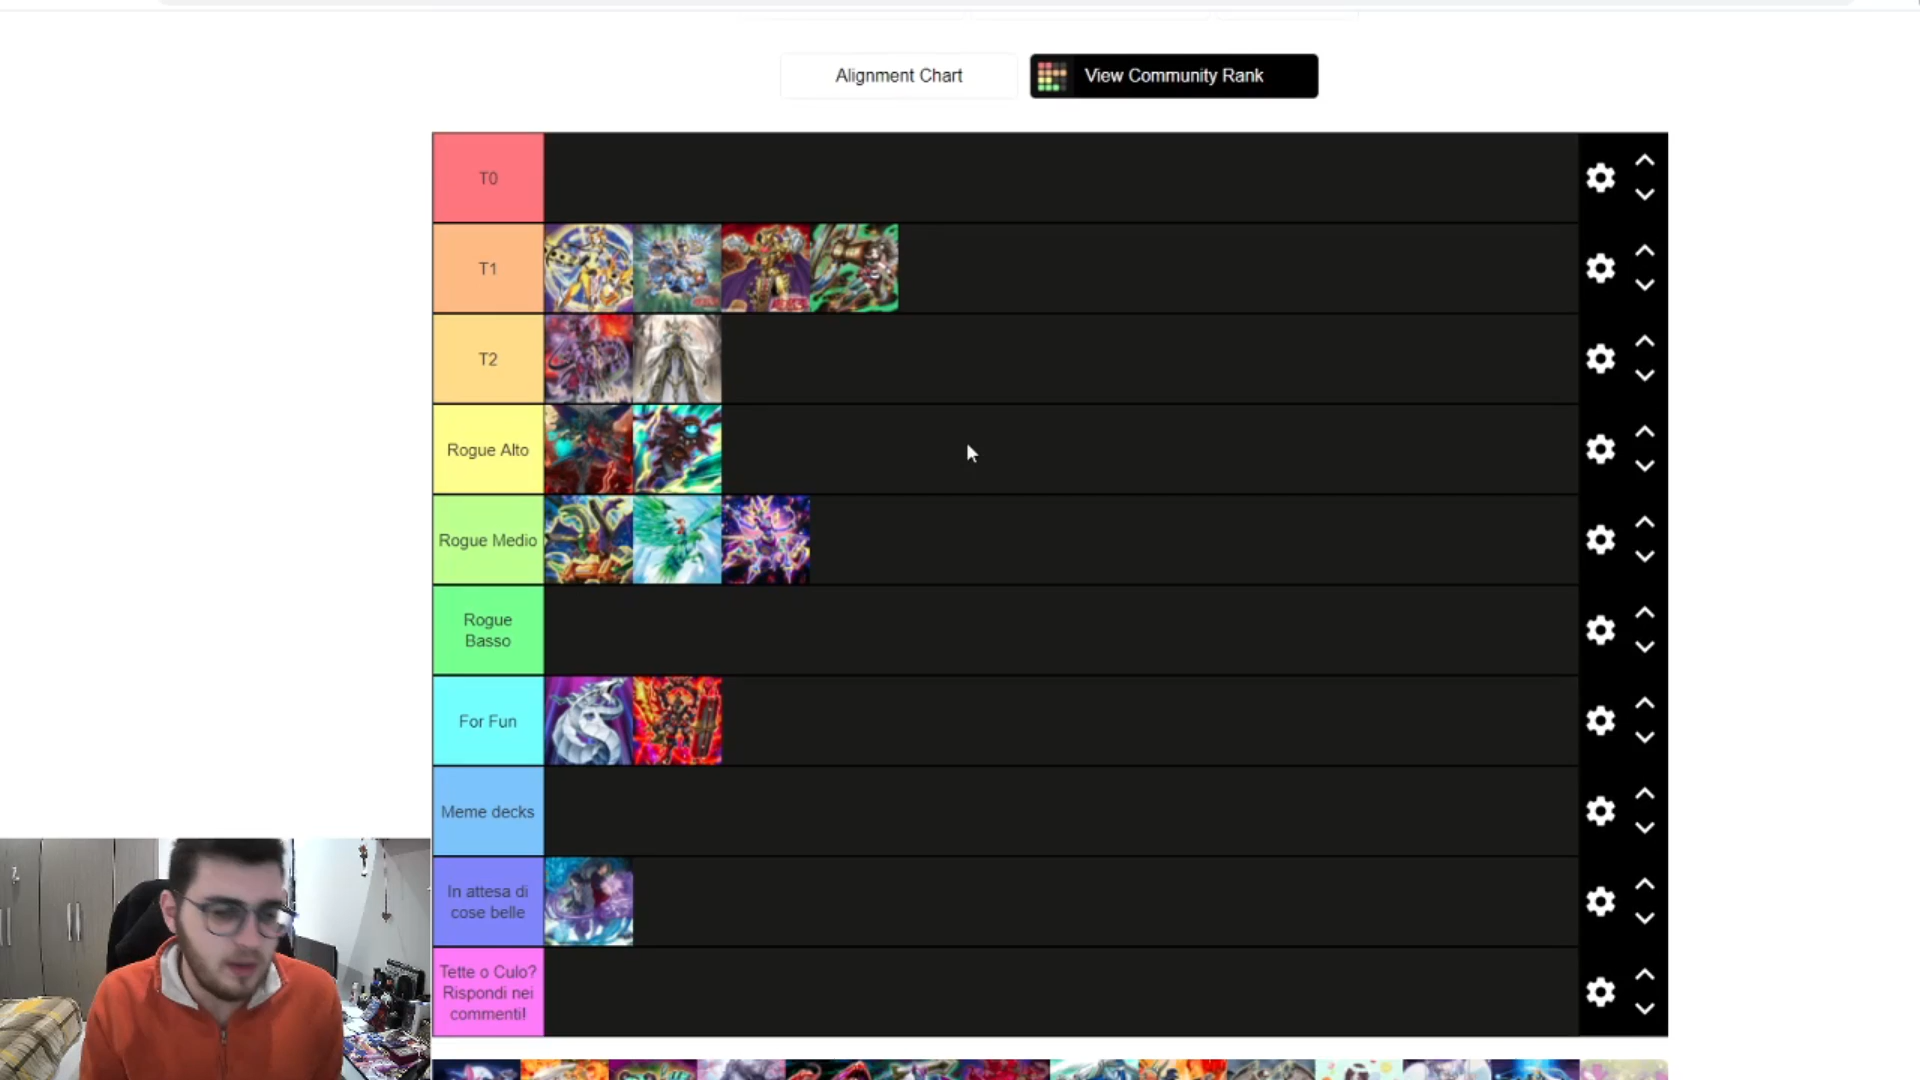 Alignment Chart
View Community Rank
T0
T1
T2
Rogue Alto
Rogue Medio
Rogue
Basso
For Fun
Meme decks
In attesa di
cose belle
Tette o Culo?
Rispondi nei
commenti!